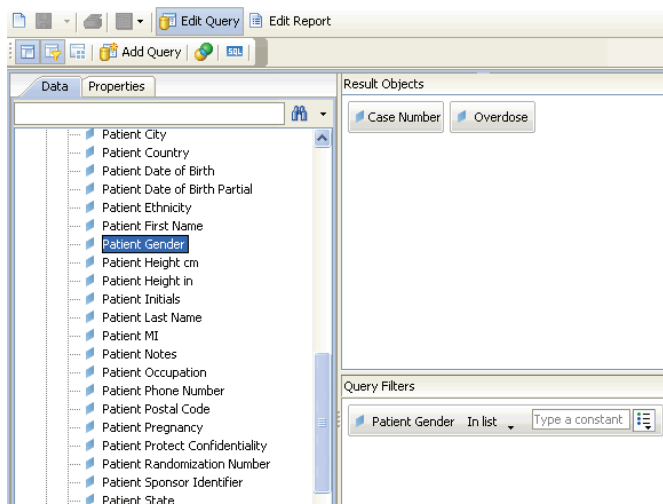 Edit Query Edit Report
Add Query SQL
Data Properties
Patient City
Patient Country
Patient Date of Birth
Patient Date of Birth Partial
Patient Ethnicity
Patient First Name
Patient Gender
Patient Height cm
Patient Height in
Patient Initials
Patient Last Name
Patient MI
Patient Notes
Patient Occupation
Patient Phone Number
Patient Postal Code
Patient Pregnancy
Patient Protect Confidentiality
Patient Randomization Number
Patient Sponsor Identifier
Patient State
Result Objects
Case Number Overdose
Query Filters
Patient Gender In list Type a constant